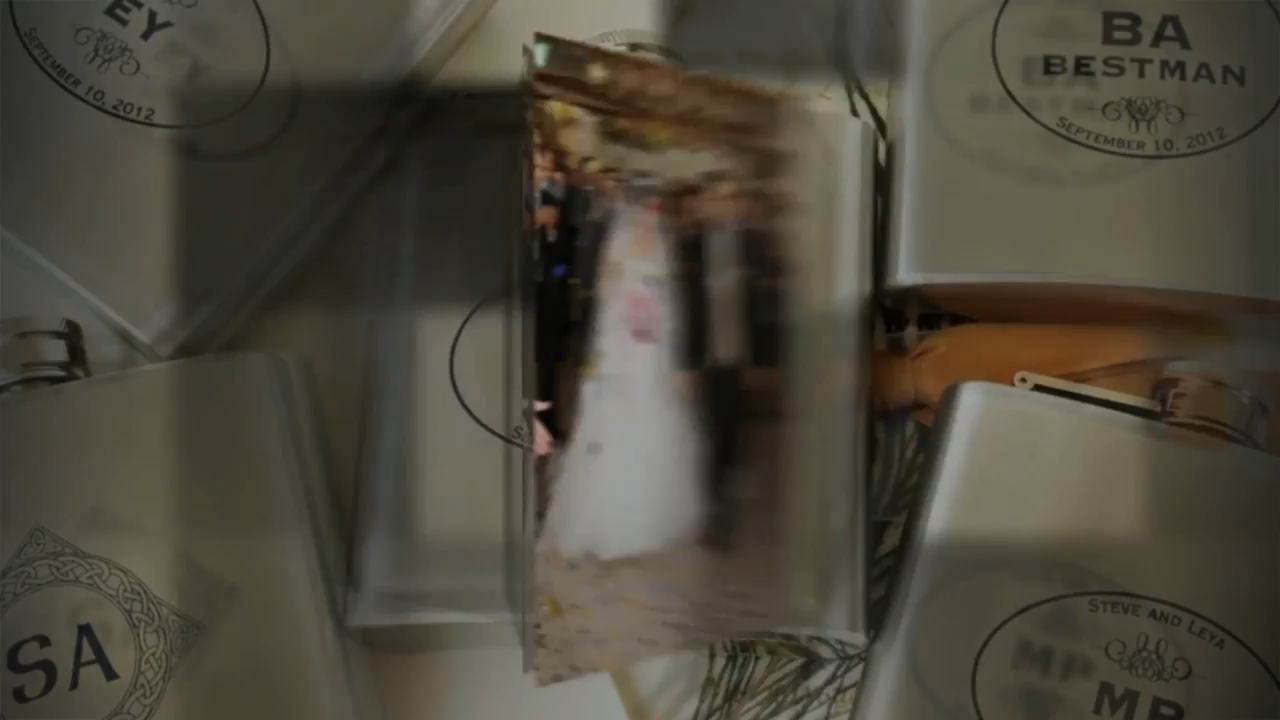 EY
SEPTEMBER 10, 2012
BA
BESTMAN
SEPTEMBER 10, 2012
SA
STEVE AND LEYA
MP